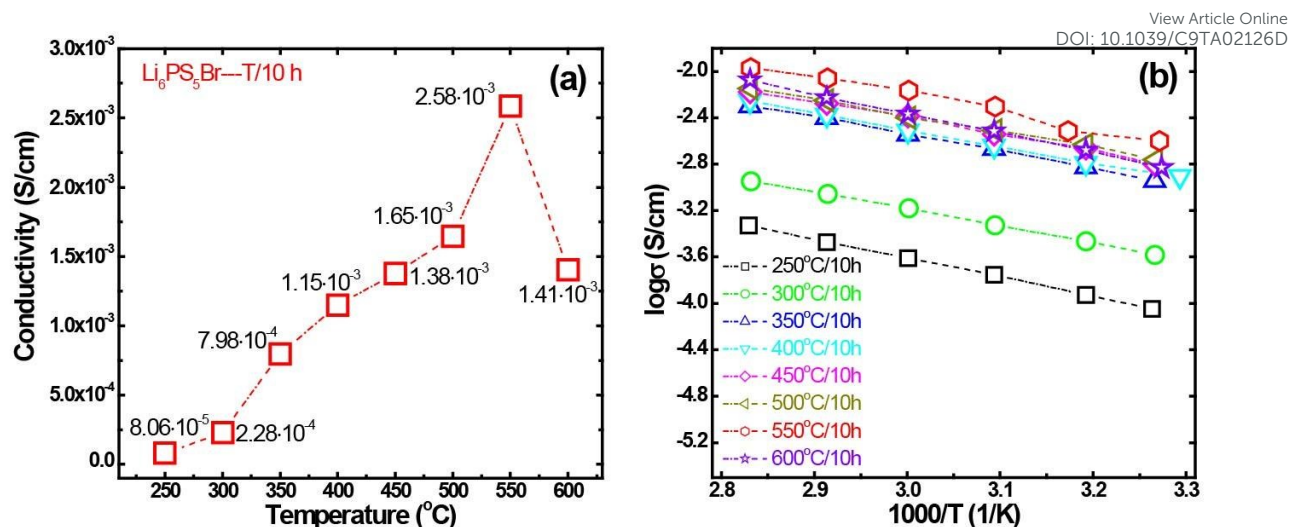 View Article Online
DOI: 10.1039/C9TA02126D
(a)
Li₆PS₅Br---T/10 h
Conductivity (S/cm)
3.0x10⁻³
2.5x10⁻³
2.0x10⁻³
1.5x10⁻³
1.0x10⁻³
5.0x10⁻⁴
0.0
2.58·10⁻³
1.65·10⁻³
1.15·10⁻³
1.38·10⁻³
1.41·10⁻³
7.98·10⁻⁴
8.06·10⁻⁵
2.28·10⁻⁴
250 300 350 400 450 500 550 600
Temperature (°C)
(b)
logσ (S/cm)
-2.0
-2.4
-2.8
-3.2
-3.6
-4.0
-4.4
-4.8
-5.2
250°C/10h
300°C/10h
350°C/10h
400°C/10h
450°C/10h
500°C/10h
550°C/10h
600°C/10h
2.8 2.9 3.0 3.1 3.2 3.3
1000/T (1/K)